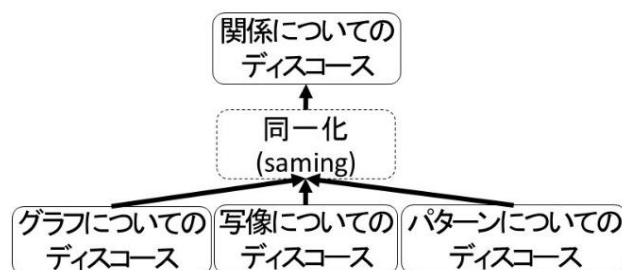 関係についての
ディスコース
同一化
(saming)
グラフについての
ディスコース
写像についての
ディスコース
パターンについての
ディスコース